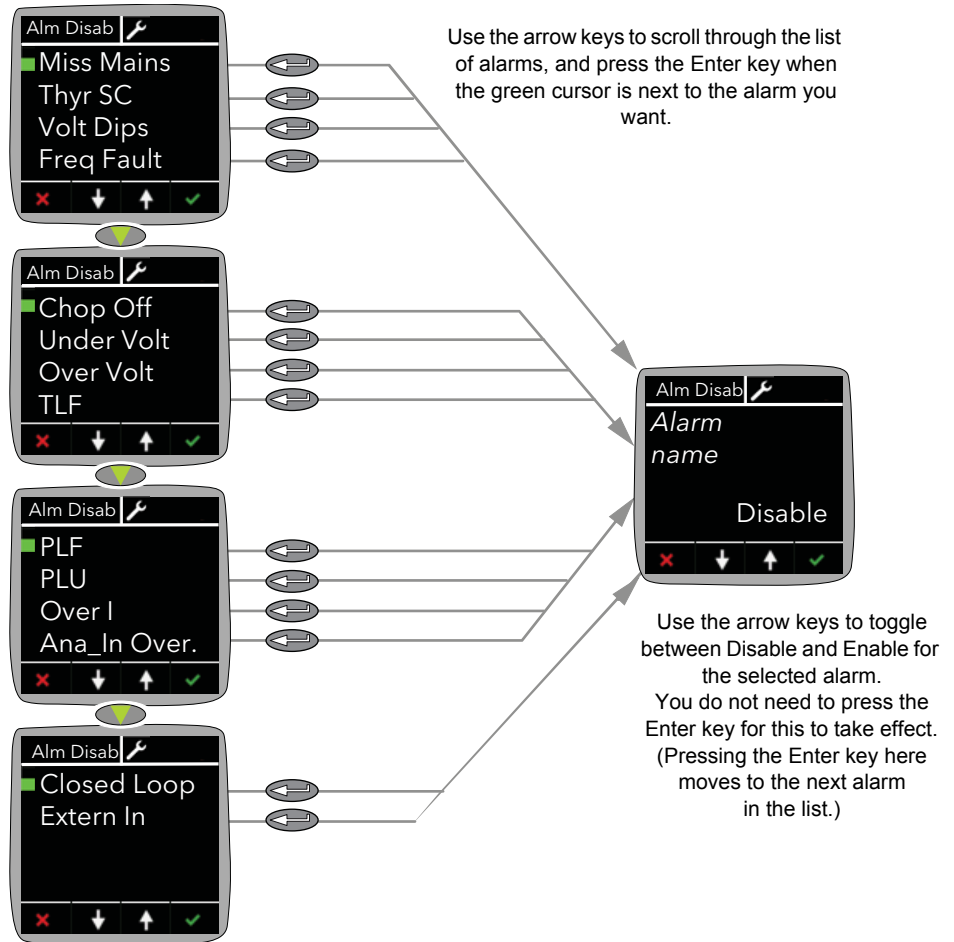 Alm Disab
Miss Mains
Thyr SC
Volt Dips
Freq Fault
Use the arrow keys to scroll through the list
of alarms, and press the Enter key when
the green cursor is next to the alarm you
want.
Alm Disab
Chop Off
Under Volt
Over Volt
TLF
Alm Disab
PLF
PLU
Over I
Ana_In Over.
Alm Disab
Closed Loop
Extern In
Alm Disab
Alarm
name
Disable
Use the arrow keys to toggle
between Disable and Enable for
the selected alarm.
You do not need to press the
Enter key for this to take effect.
(Pressing the Enter key here
moves to the next alarm
in the list.)